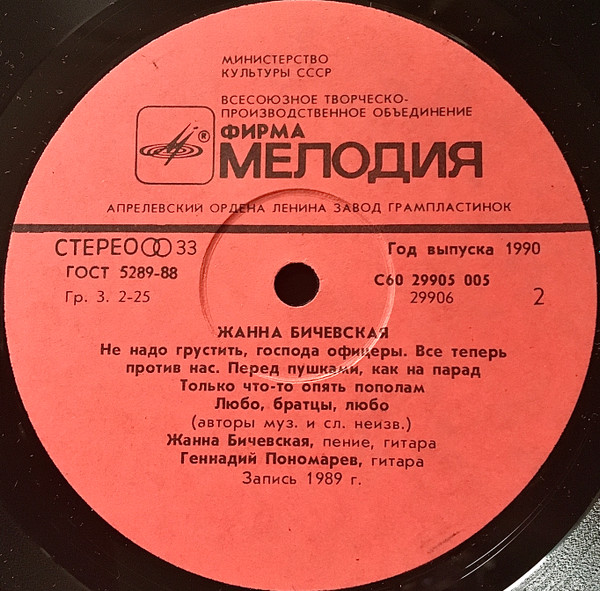 МИНИСТЕРСТВО
КУЛЬТУРЫ СССР
ВСЕСОЮЗНОЕ ТВОРЧЕСКО-
ПРОИЗВОДСТВЕННОЕ ОБЪЕДИНЕНИЕ
ФИРМА
®
МЕЛОДИЯ
АПРЕЛЕВСКИЙ ОРДЕНА ЛЕНИНА ЗАВОД ГРАМПЛАСТИНОК
СТЕРЕО 33
Год выпуска 1990
ГОСТ 5289-88
С60 29905 005
Гр. 3. 2-25
29906
2
ЖАННА БИЧЕВСКАЯ
Не надо грустить, господа офицеры. Все теперь
против нас. Перед пушками, как на парад
Только что-то опять пополам
Любо, братцы, любо
(авторы муз. и сл. неизв.)
Жанна Бичевская, пение, гитара
Геннадий Пономарев, гитара
Запись 1989 г.